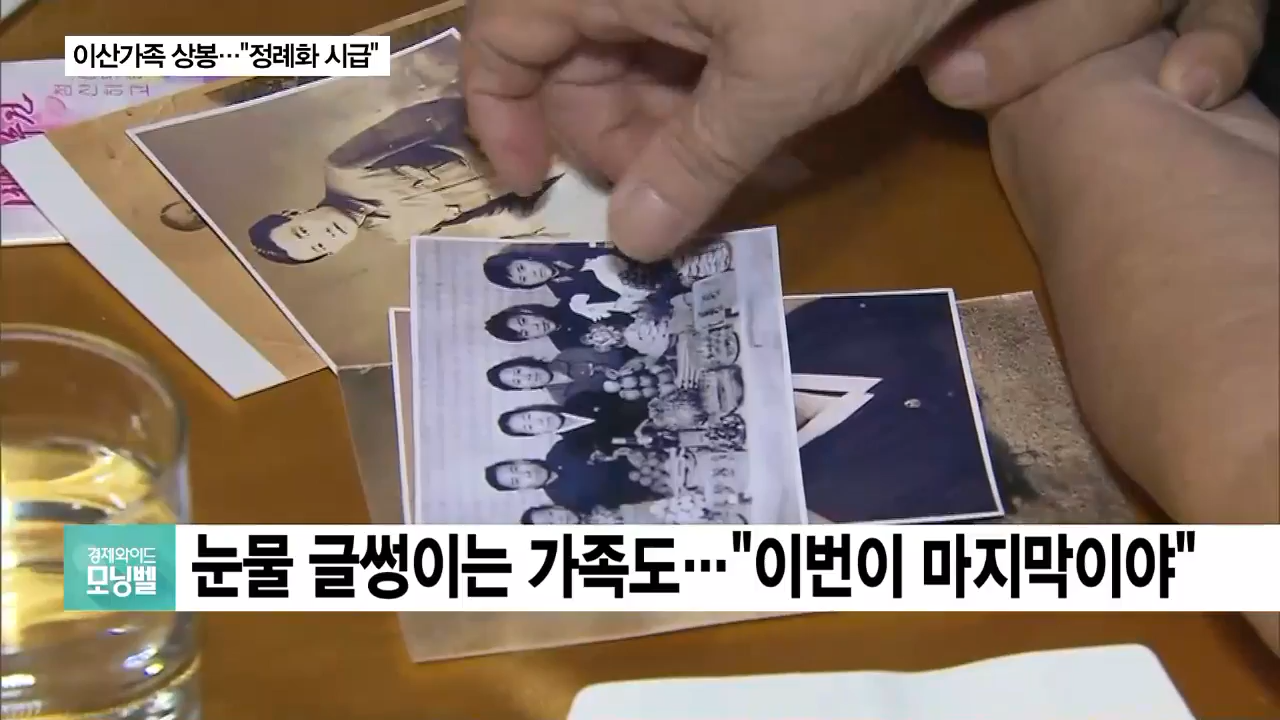 이산가족 상봉…"정례화 시급"
경제와이드
모닝벨
눈물 글썽이는 가족도…"이번이 마지막이야"